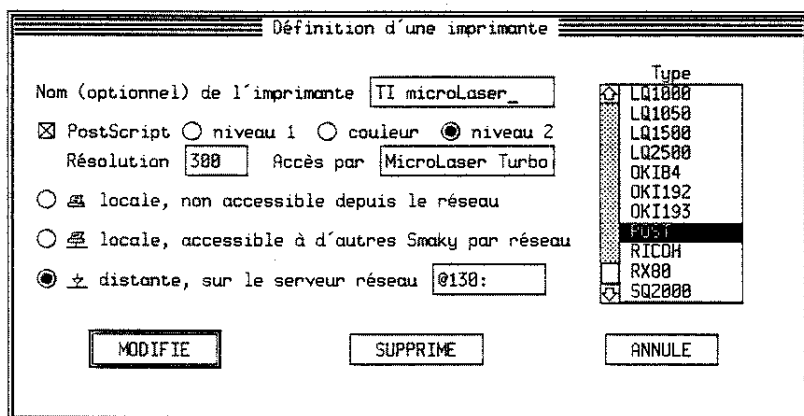 Définition d'une imprimante
Nom (optionnel) de l'imprimante TI microLaser_
PostScript niveau 1 couleur niveau 2
Résolution 300 Accès par MicroLaser Turbo
locale, non accessible depuis le réseau
locale, accessible à d'autres Smaky par réseau
distante, sur le serveur réseau @130:
Type
LQ1000
LQ1050
LQ1500
LQ2500
OKI84
OKI192
OKI193
POST
RICOH
RX80
SQ2000
MODIFIE SUPPRIME ANNULE